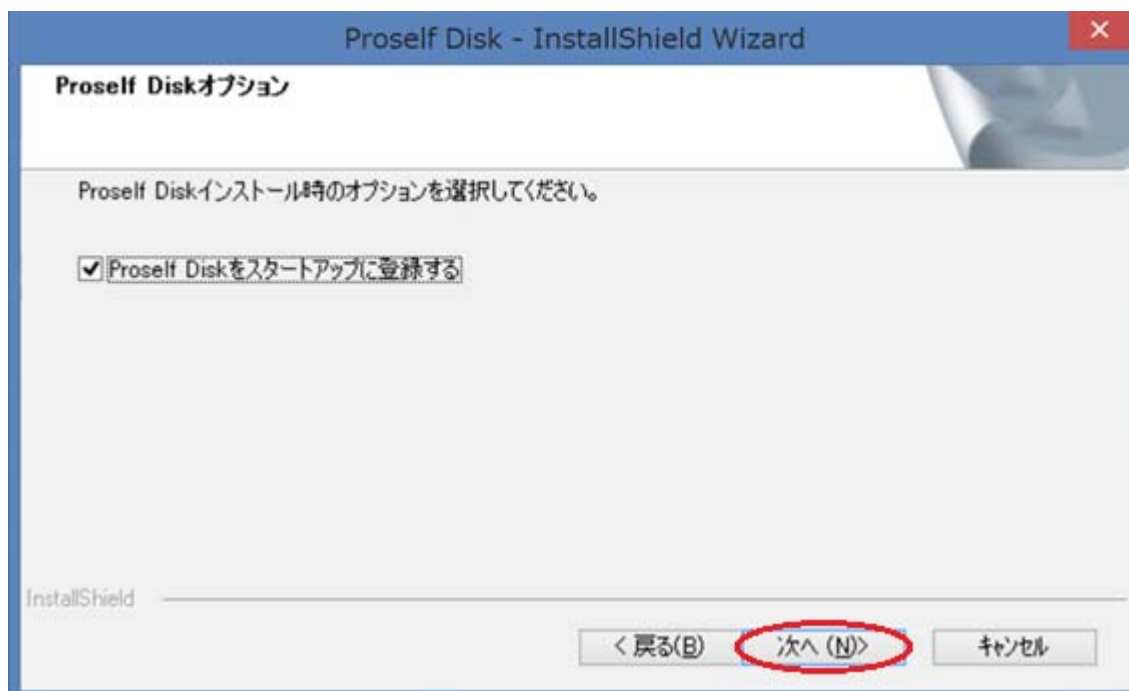 Proself Disk - InstallShield Wizard
Proself Diskオプション
Proself Diskインストール時のオプションを選択してください。
Proself Diskをスタートアップに登録する
InstallShield
< 戻る(B) 次へ (N)> キャンセル